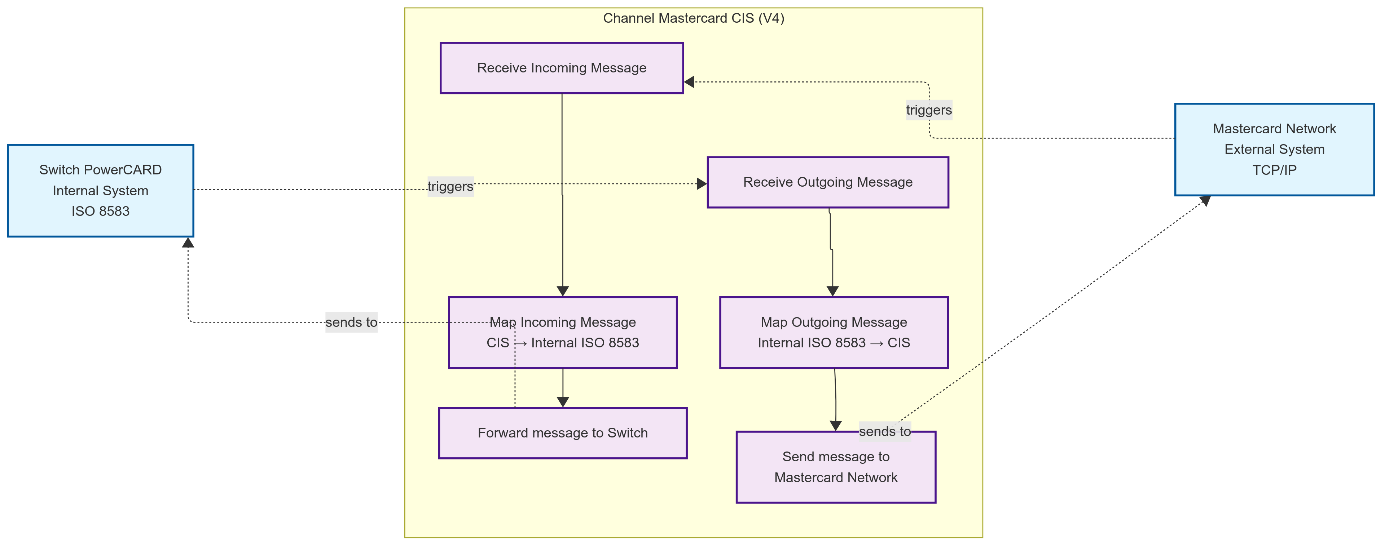 Channel Mastercard CIS (V4)
Receive Incoming Message
triggers
Mastercard Network
External System
TCP/IP
Switch PowerCARD
Internal System
ISO 8583
triggers
Receive Outgoing Message
sends to
Map Incoming Message
CIS → Internal ISO 8583
Map Outgoing Message
Internal ISO 8583 → CIS
Forward message to Switch
sends to
Send message to
Mastercard Network